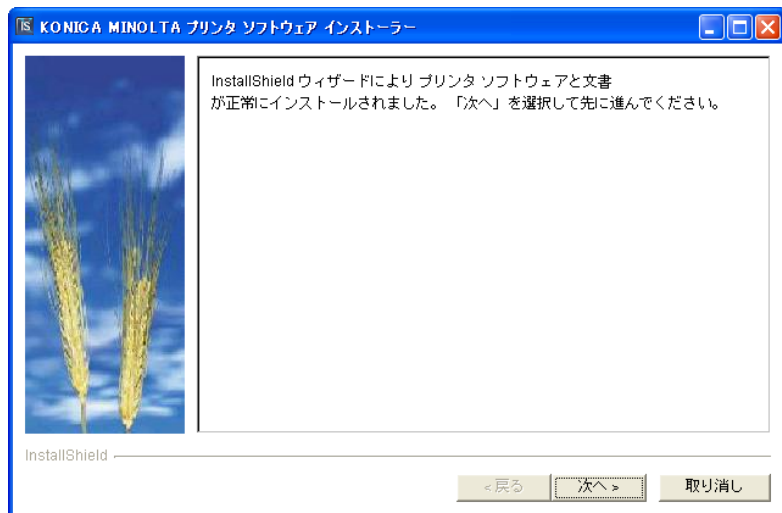 IS KONICA MINOLTA プリンタ ソフトウェア インストーラー
InstallShield ウィザードにより プリンタ ソフトウェアと文書
が正常にインストールされました。 「次へ」を選択して先に進んでください。
InstallShield
< 戻る 次へ > 取り消し